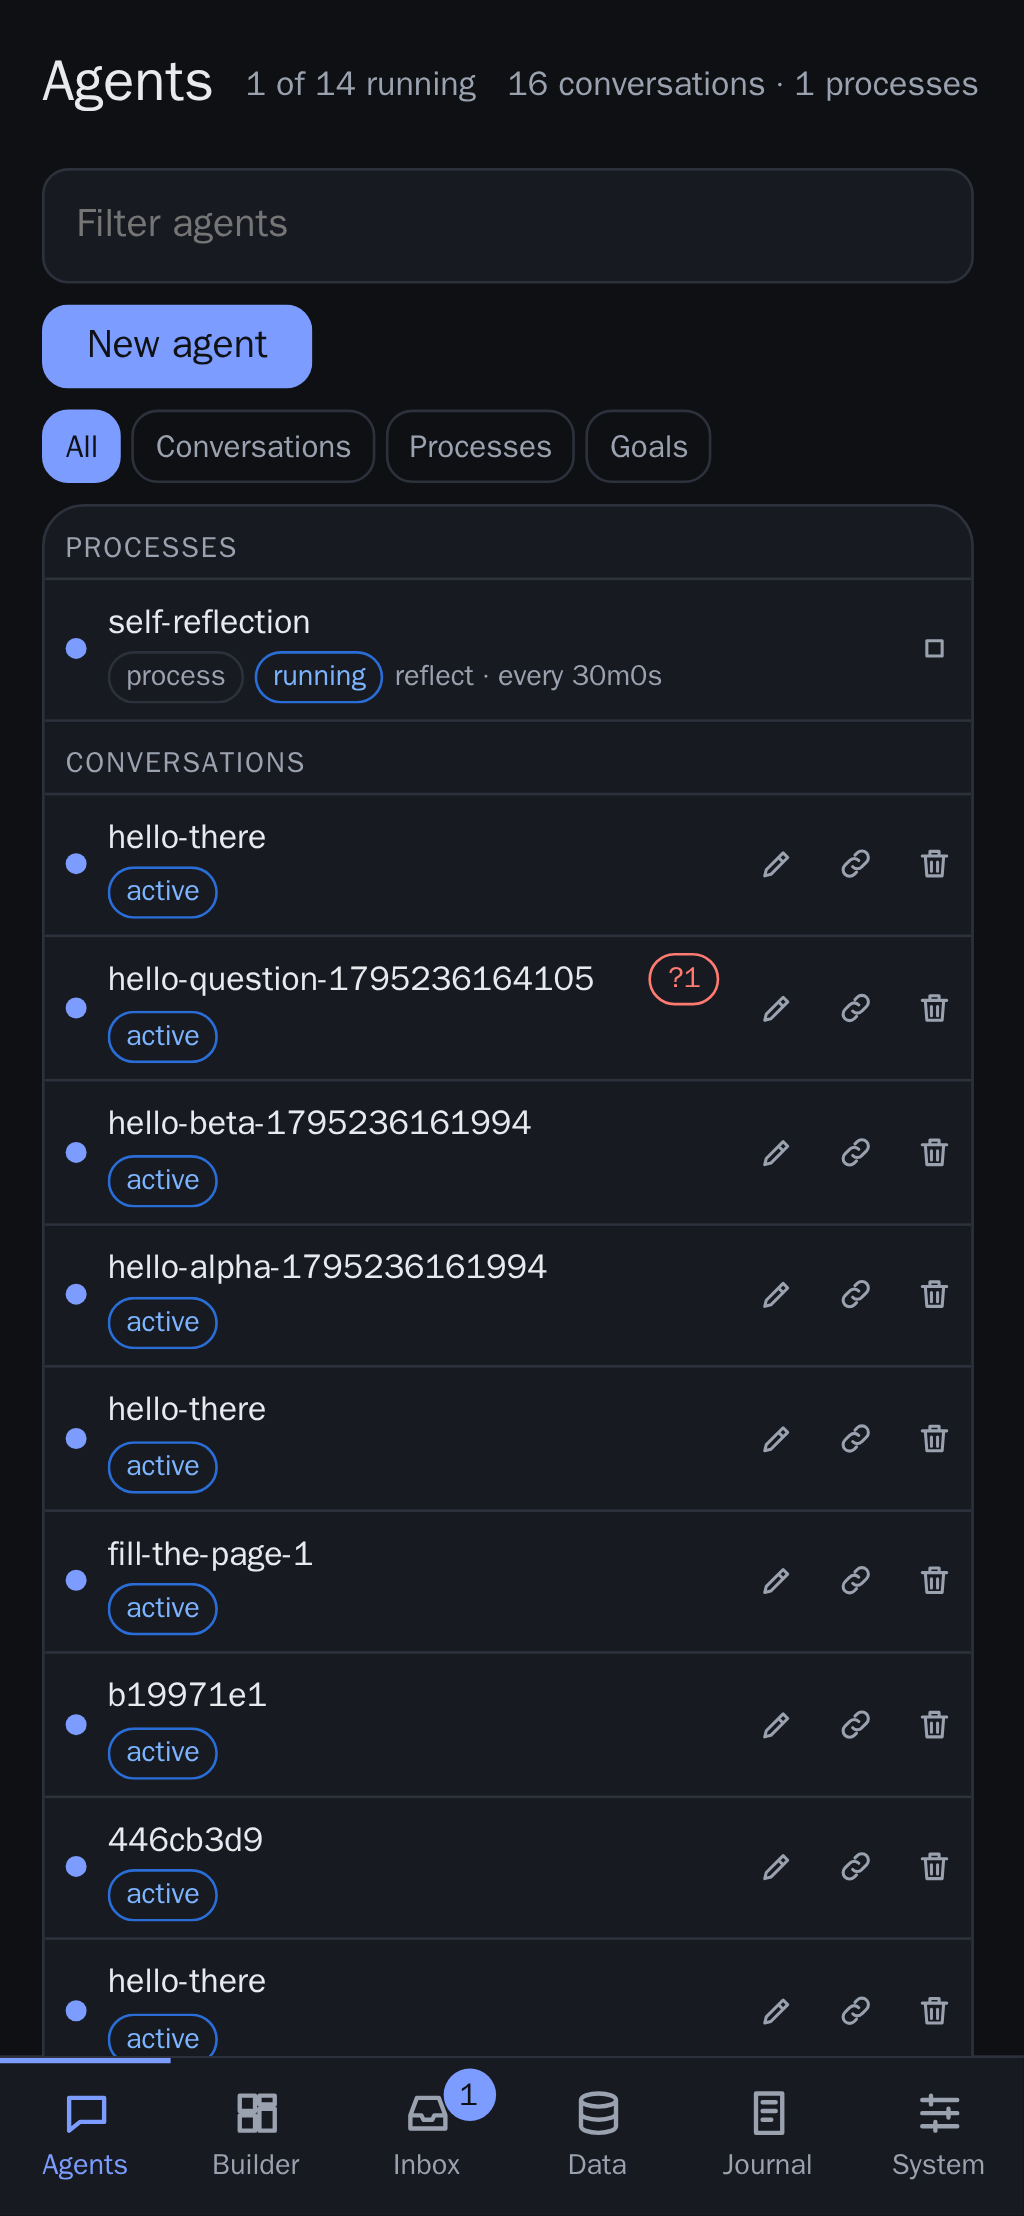 Agents 1 of 14 running 16 conversations · 1 processes
Filter agents
New agent
All Conversations Processes Goals
PROCESSES
self-reflection
process running reflect · every 30m0s
CONVERSATIONS
hello-there
active
hello-question-1795236164105 ?1
active
hello-beta-1795236161994
active
hello-alpha-1795236161994
active
hello-there
active
fill-the-page-1
active
b19971e1
active
446cb3d9
active
hello-there
active
1
Agents Builder Inbox Data Journal System